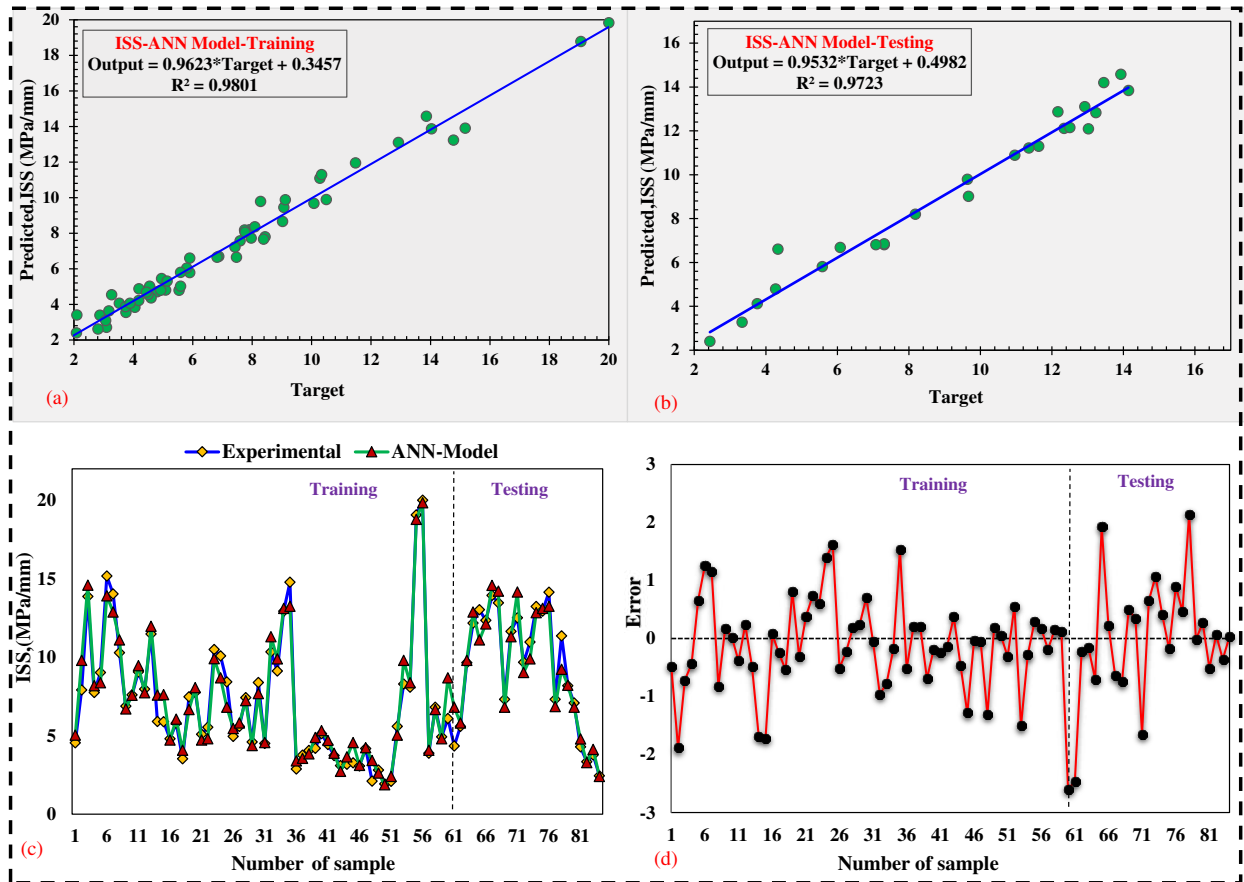 ISS-ANN Model-Training
Output = 0.9623*Target + 0.3457
R² = 0.9801
Predicted,ISS (MPa/mm)
20
18
16
14
12
10
8
6
4
2
2 4 6 8 10 12 14 16 18 20
Target
(a)
ISS-ANN Model-Testing
Output = 0.9532*Target + 0.4982
R² = 0.9723
Predicted,ISS (MPa/mm)
16
14
12
10
8
6
4
2
2 4 6 8 10 12 14 16
Target
(b)
Experimental ANN-Model
Training Testing
ISS,(MPa/mm)
20
15
10
5
0
1 6 11 16 21 26 31 36 41 46 51 56 61 66 71 76 81
Number of sample
(c)
Training Testing
Error
3
2
1
0
-1
-2
-3
1 6 11 16 21 26 31 36 41 46 51 56 61 66 71 76 81
Number of sample
(d)